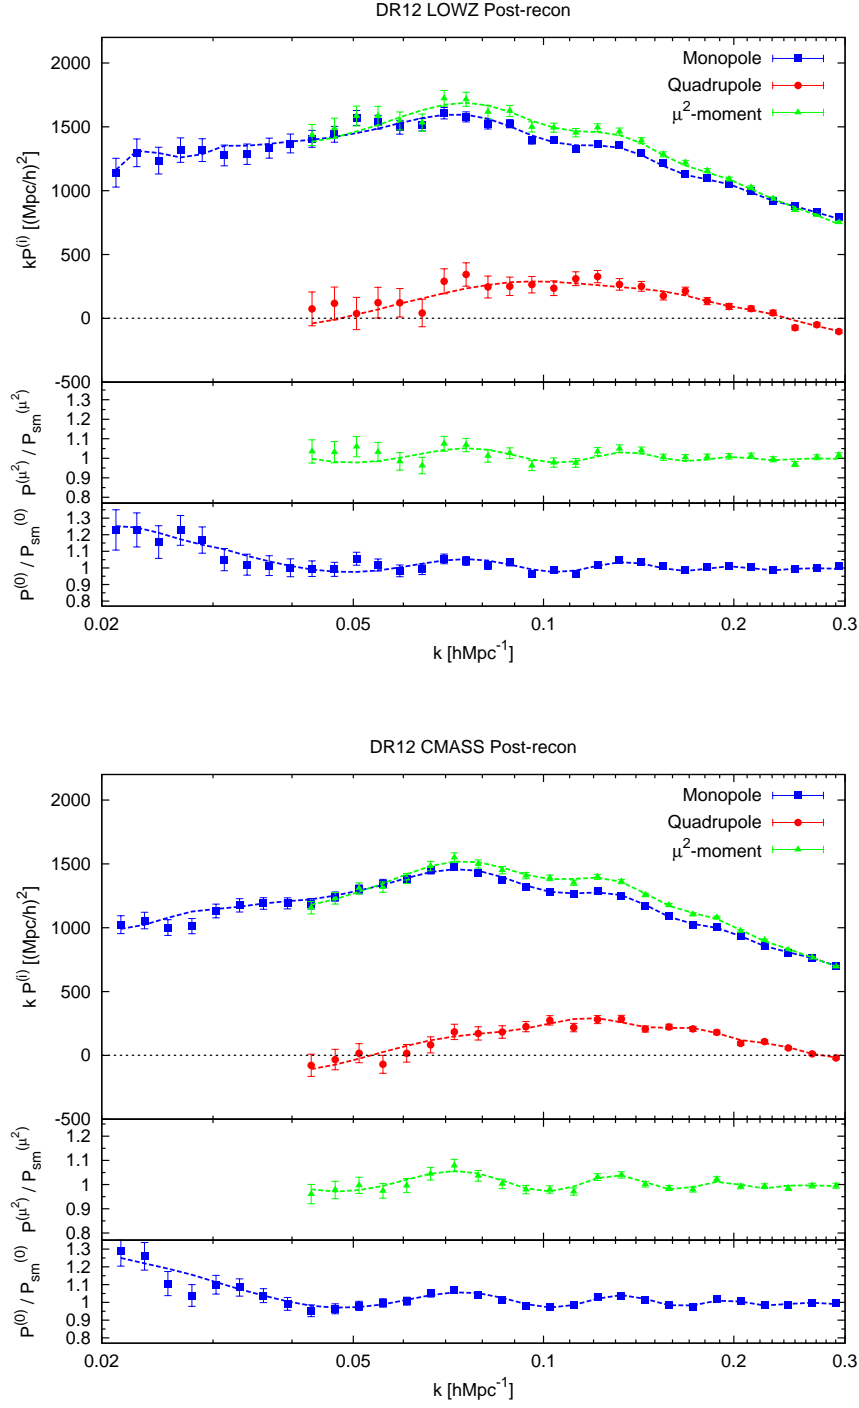 DR12 LOWZ Post-recon
2000
1500
1000
500
0
-500
kP^(i) [(Mpc/h)^2]
Monopole
Quadrupole
μ²-moment
1.3
1.2
1.1
1
0.9
0.8
P^(μ²) / P_sm^(μ²)
1.3
1.2
1.1
1
0.9
0.8
P^(0) / P_sm^(0)
0.02
0.05
0.1
0.2
0.3
k [hMpc⁻¹]
DR12 CMASS Post-recon
2000
1500
1000
500
0
-500
k P^(i) [(Mpc/h)^2]
Monopole
Quadrupole
μ²-moment
1.2
1.1
1
0.9
0.8
P^(μ²) / P_sm^(μ²)
1.3
1.2
1.1
1
0.9
0.8
P^(0) / P_sm^(0)
0.02
0.05
0.1
0.2
0.3
k [hMpc⁻¹]